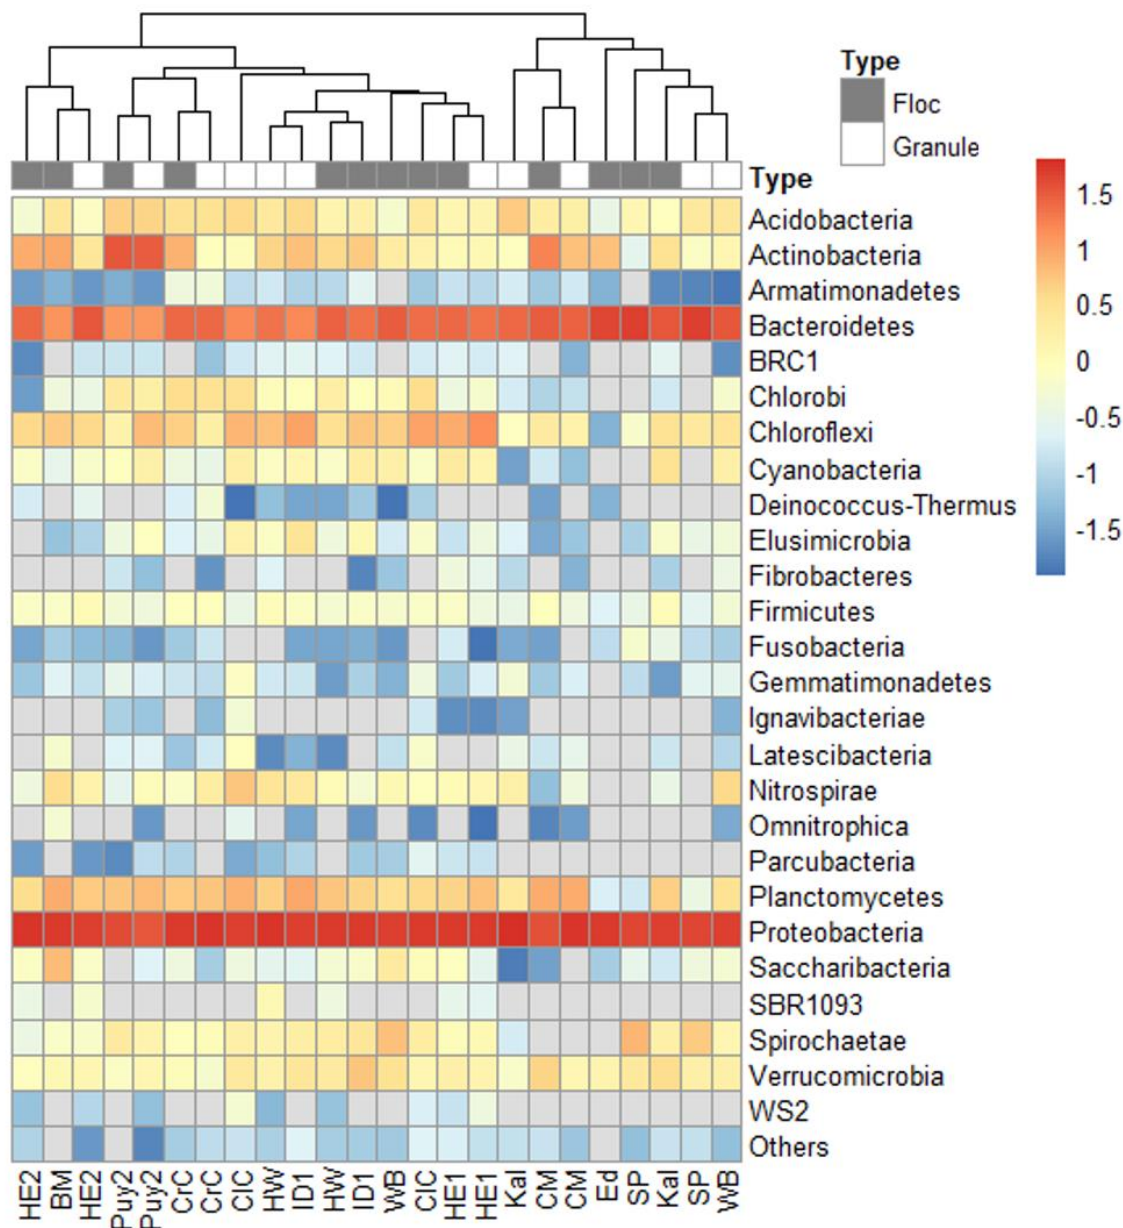 Type
Floc
Granule
Type
1.5
1
0.5
0
-0.5
-1
-1.5
Acidobacteria
Actinobacteria
Armatimonadetes
Bacteroidetes
BRC1
Chlorobi
Chloroflexi
Cyanobacteria
Deinococcus-Thermus
Elusimicrobia
Fibrobacteres
Firmicutes
Fusobacteria
Gemmatimonadetes
Ignavibacteriae
Latescibacteria
Nitrospirae
Omnitrophica
Parcubacteria
Planctomycetes
Proteobacteria
Saccharibacteria
SBR1093
Spirochaetae
Verrucomicrobia
WS2
Others
HE2
BM
HE2
Puy2
Puy2
CrC
CrC
CIC
HW
ID1
HW
ID1
WB
CIC
HE1
HE1
Kal
CM
CM
Ed
SP
Kal
SP
WB